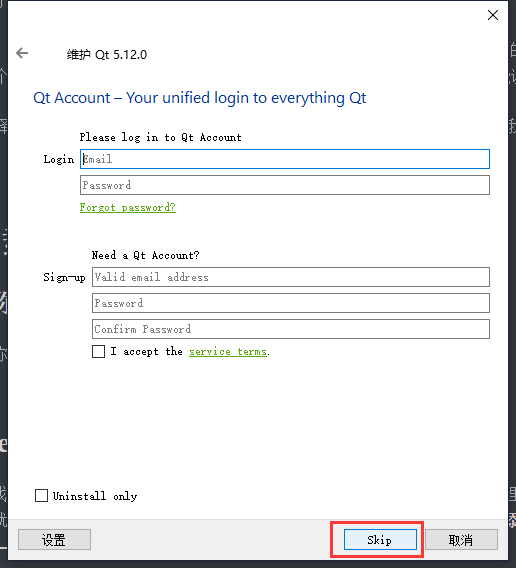 维护 Qt 5.12.0
Qt Account – Your unified login to everything Qt
Please log in to Qt Account
Login Email
Password
Forgot password?
Need a Qt Account?
Sign-up Valid email address
Password
Confirm Password
I accept the service terms.
Uninstall only
设置 Skip 取消